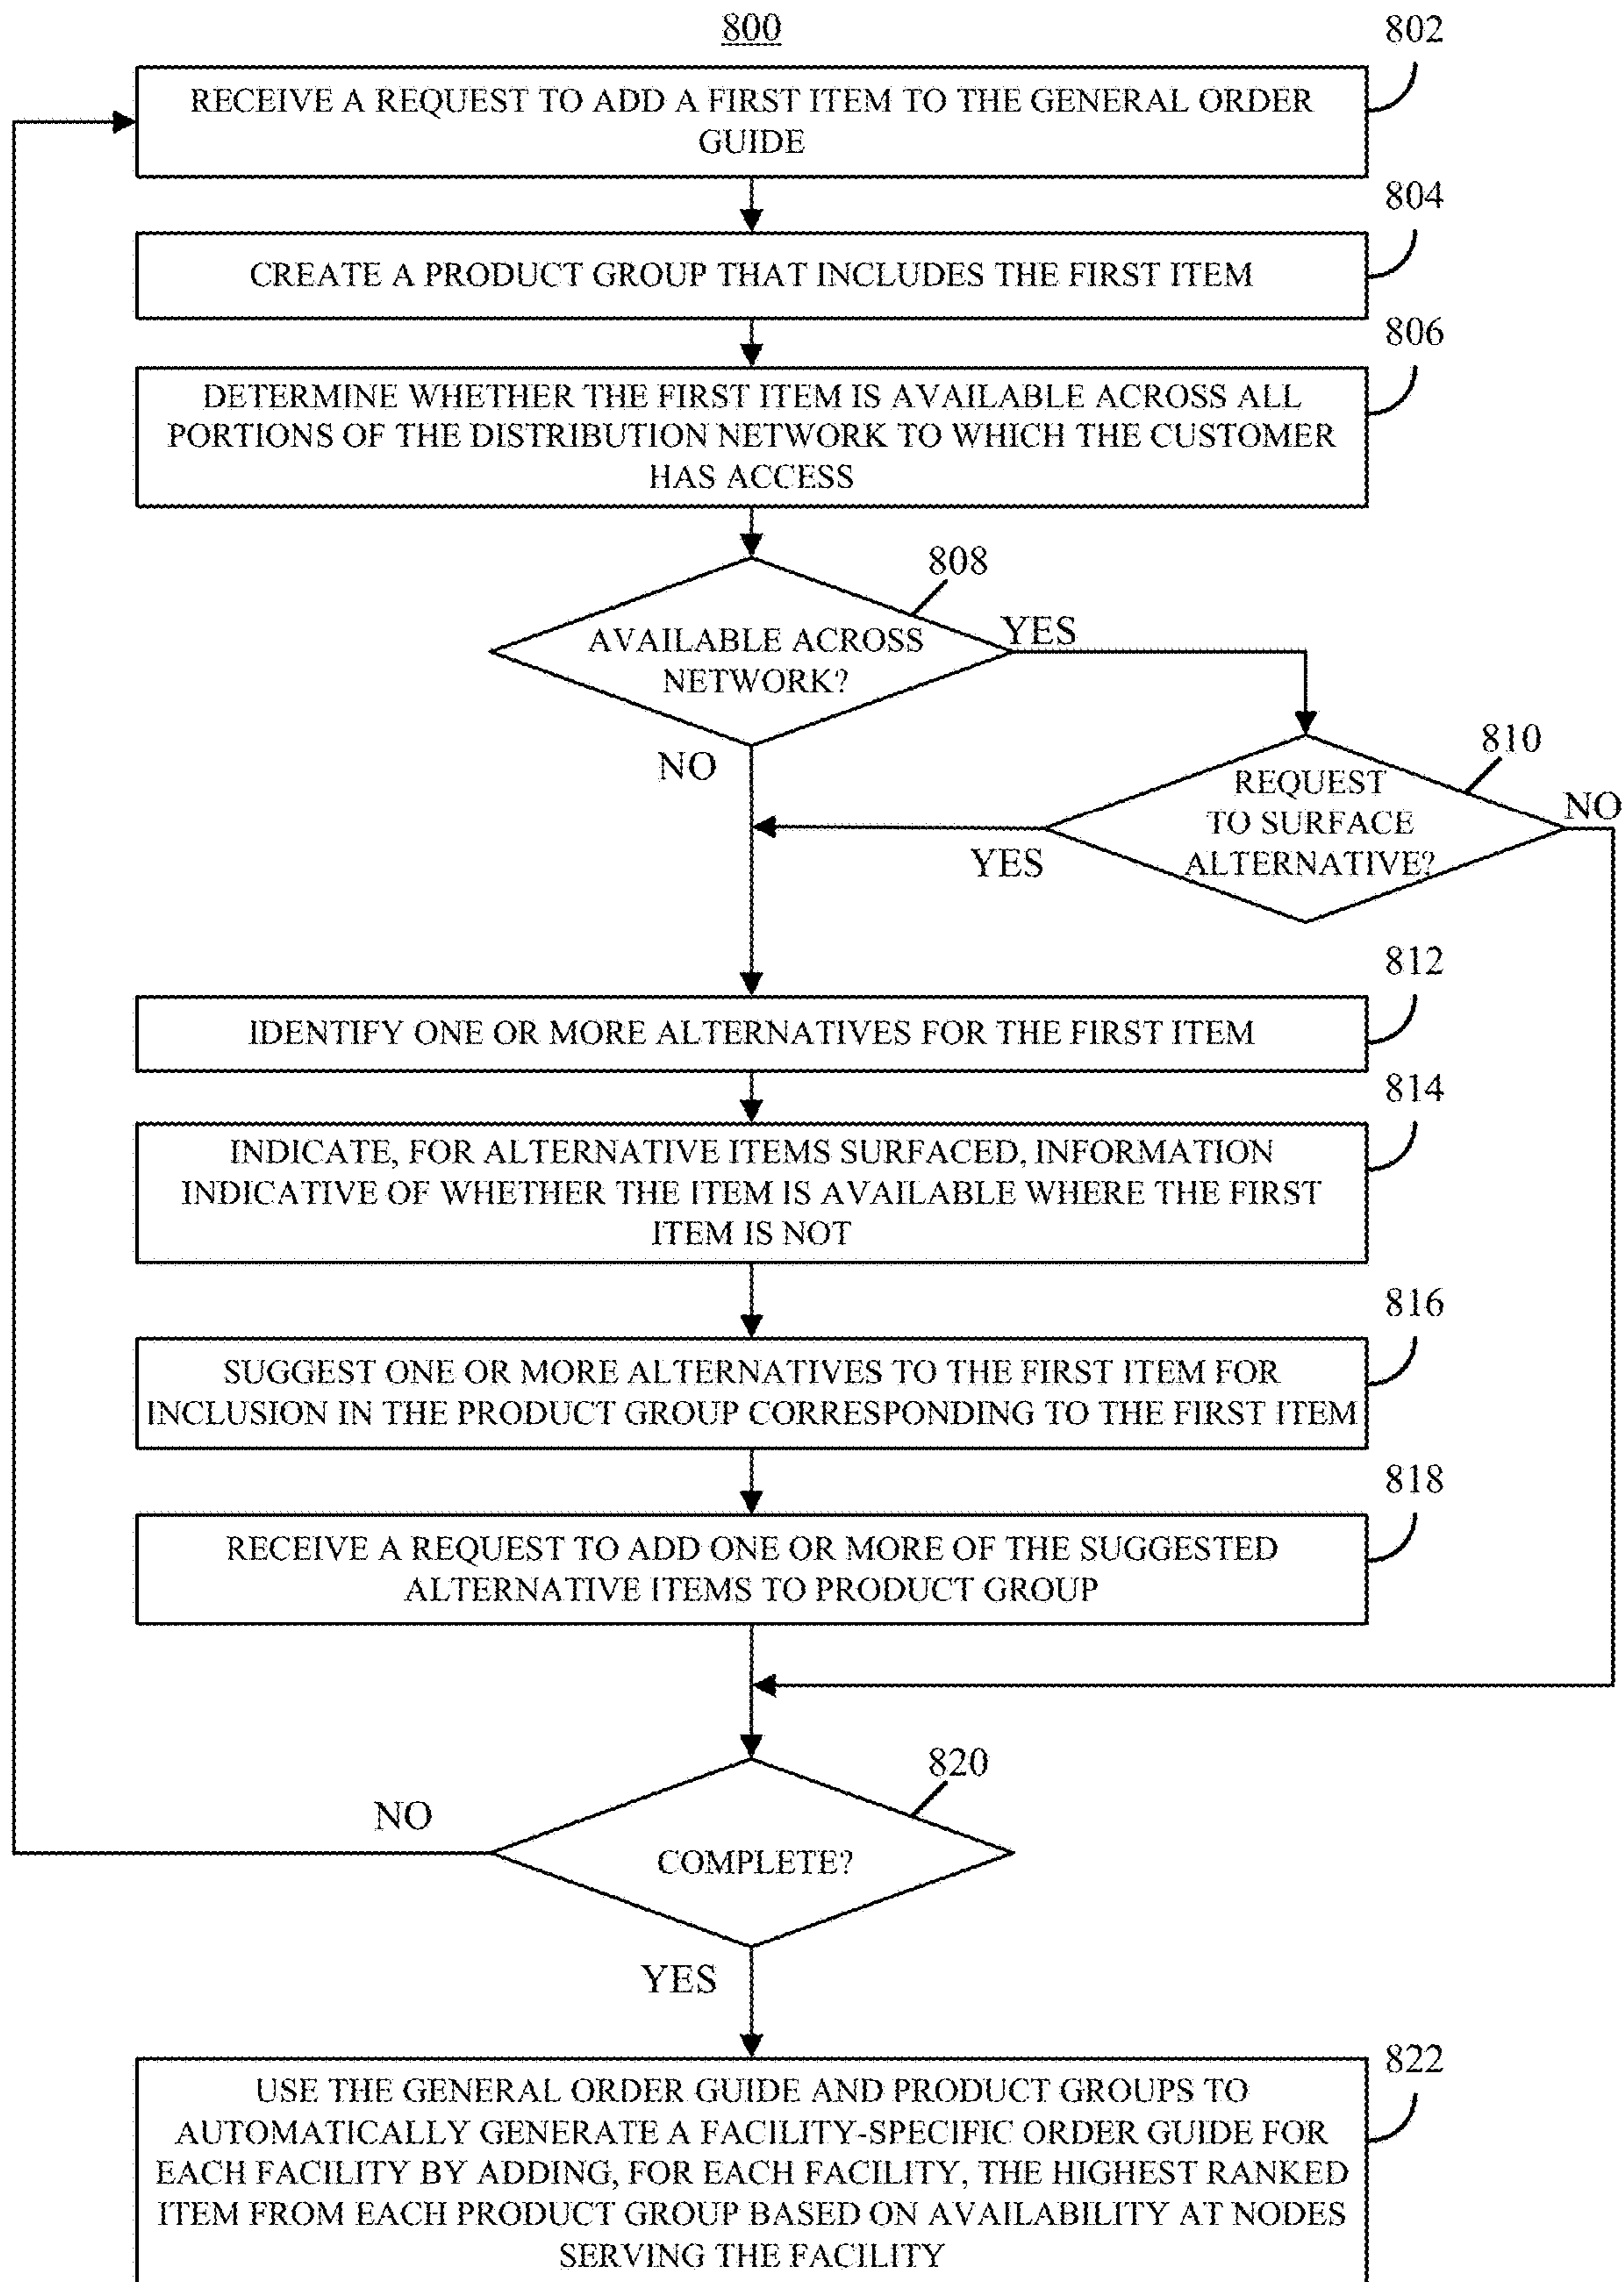 800
802
RECEIVE A REQUEST TO ADD A FIRST ITEM TO THE GENERAL ORDER
GUIDE
804
CREATE A PRODUCT GROUP THAT INCLUDES THE FIRST ITEM
806
DETERMINE WHETHER THE FIRST ITEM IS AVAILABLE ACROSS ALL
PORTIONS OF THE DISTRIBUTION NETWORK TO WHICH THE CUSTOMER
HAS ACCESS
808
AVAILABLE ACROSS
NETWORK?
YES
NO
810
REQUEST
TO SURFACE
ALTERNATIVE?
NO
YES
812
IDENTIFY ONE OR MORE ALTERNATIVES FOR THE FIRST ITEM
814
INDICATE, FOR ALTERNATIVE ITEMS SURFACED, INFORMATION
INDICATIVE OF WHETHER THE ITEM IS AVAILABLE WHERE THE FIRST
ITEM IS NOT
816
SUGGEST ONE OR MORE ALTERNATIVES TO THE FIRST ITEM FOR
INCLUSION IN THE PRODUCT GROUP CORRESPONDING TO THE FIRST ITEM
818
RECEIVE A REQUEST TO ADD ONE OR MORE OF THE SUGGESTED
ALTERNATIVE ITEMS TO PRODUCT GROUP
820
NO
COMPLETE?
YES
822
USE THE GENERAL ORDER GUIDE AND PRODUCT GROUPS TO
AUTOMATICALLY GENERATE A FACILITY-SPECIFIC ORDER GUIDE FOR
EACH FACILITY BY ADDING, FOR EACH FACILITY, THE HIGHEST RANKED
ITEM FROM EACH PRODUCT GROUP BASED ON AVAILABILITY AT NODES
SERVING THE FACILITY